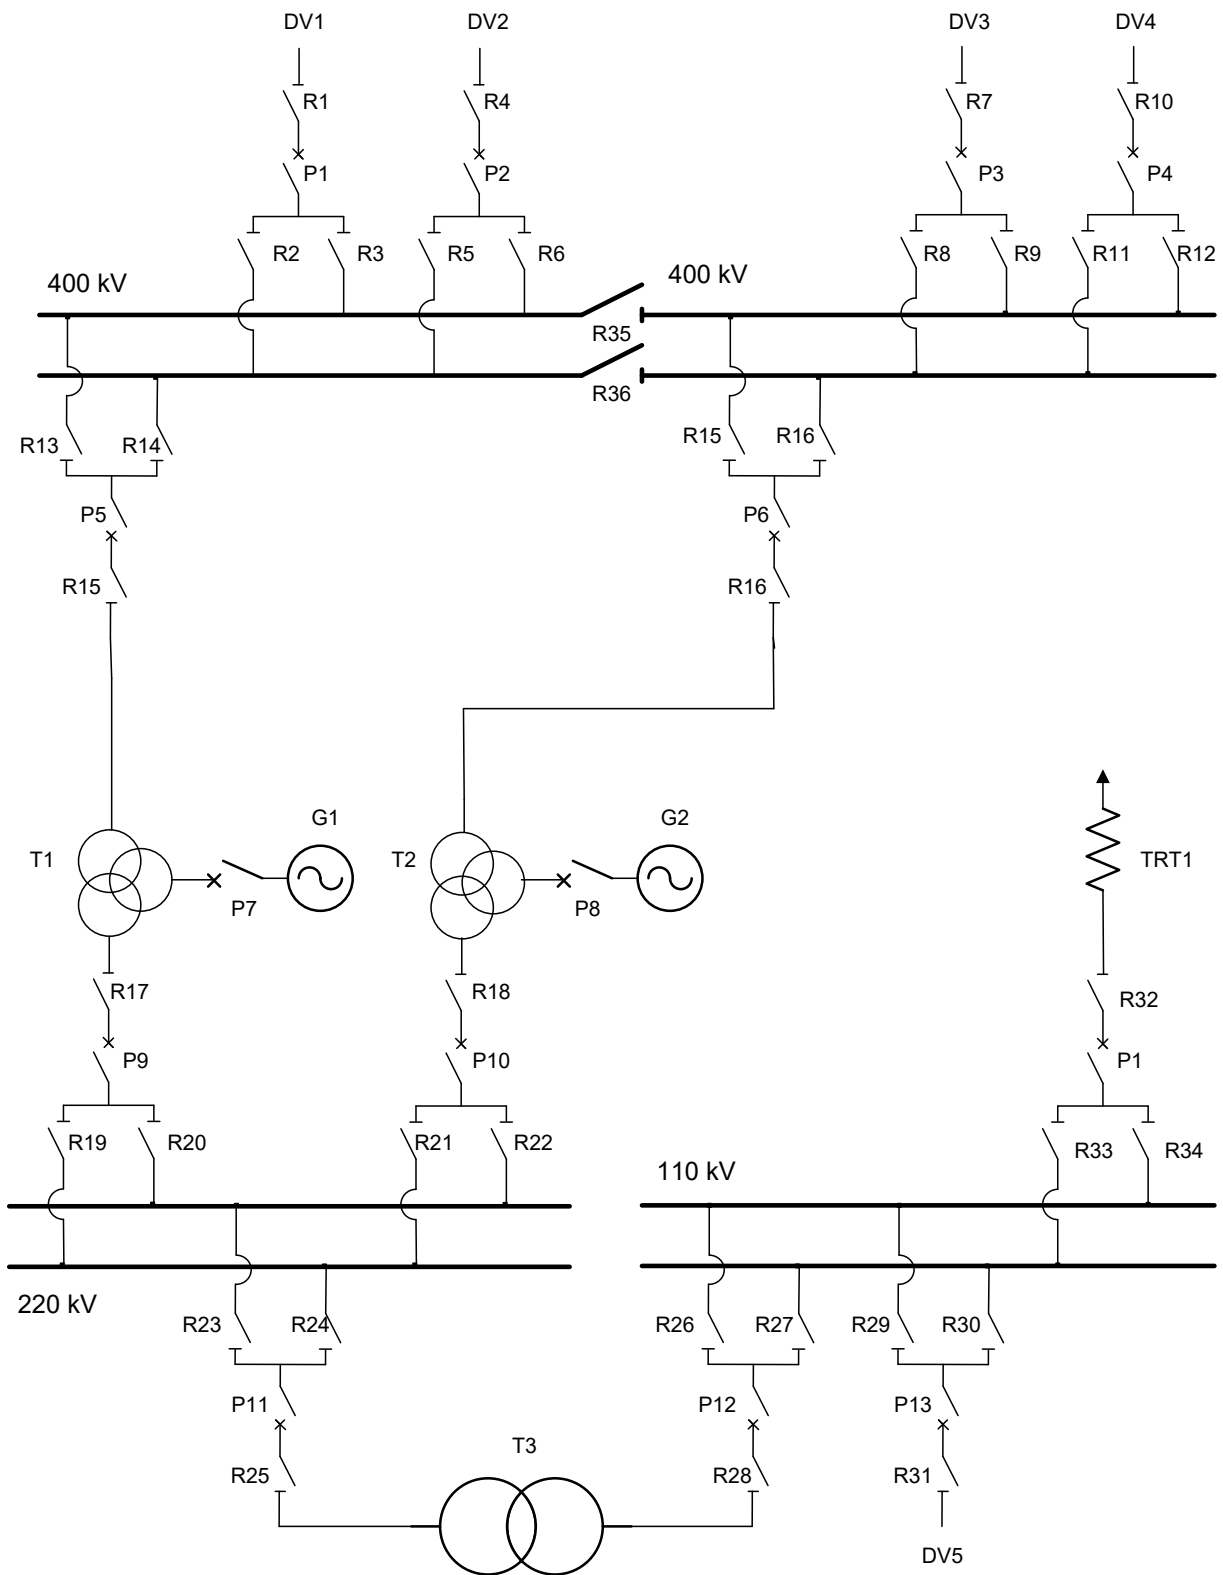 DV1 DV2 DV3 DV4
R1 R4 R7 R10
P1 P2 P3 P4
R2 R3 R5 R6 R8 R9 R11 R12
400 kV 400 kV
R35
R36
R13 R14 R15 R16
P5 P6
R15 R16
G1 G2
T1 T2 TRT1
P7 P8
R17 R18 R32
P9 P10 P1
R19 R20 R21 R22 R33 R34
110 kV
220 kV
R23 R24 R26 R27 R29 R30
P11 P12 P13
T3
R25 R28 R31
DV5